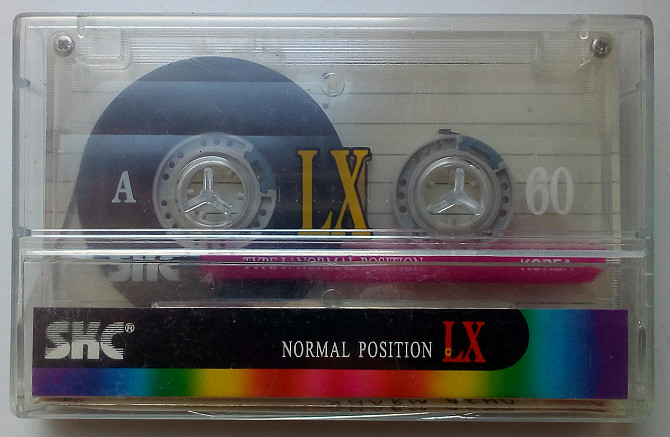 A
LX
60
SKC
TYPE I / NORMAL POSITION
KOREA
SKC®
NORMAL POSITION LX